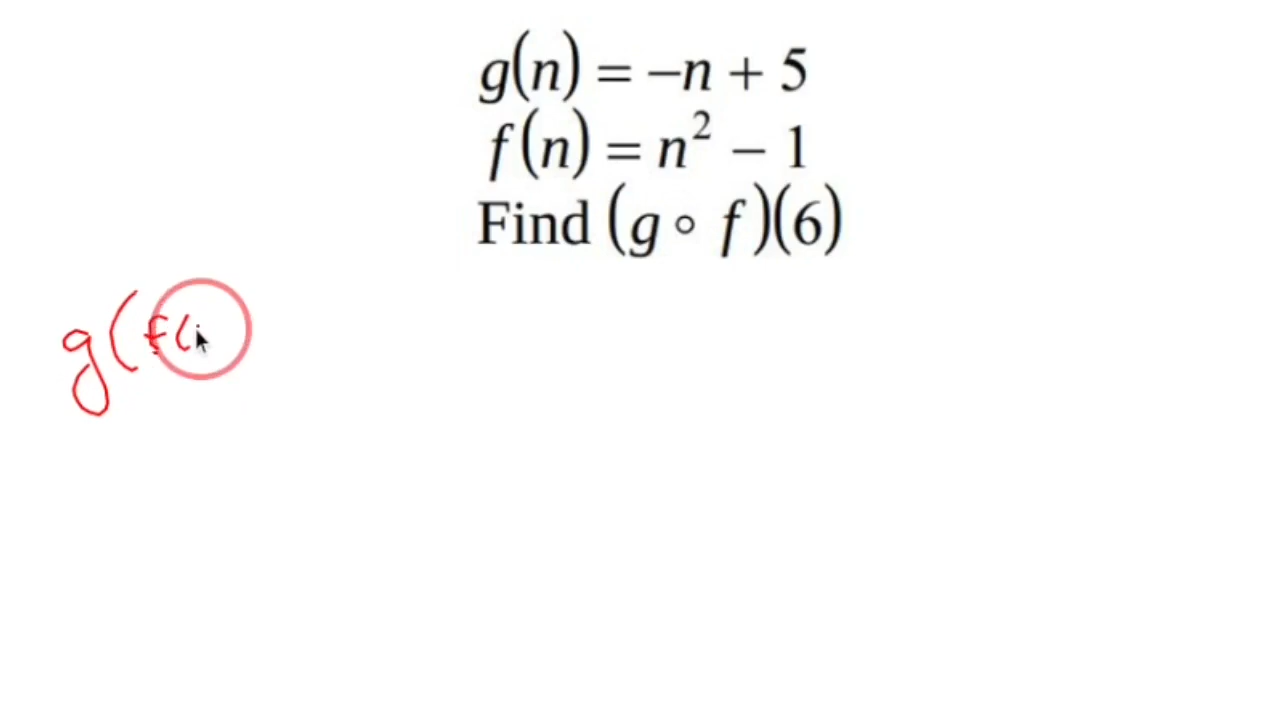 g(n) = −n + 5
f(n) = n² − 1
Find (g ∘ f)(6)
g(f(